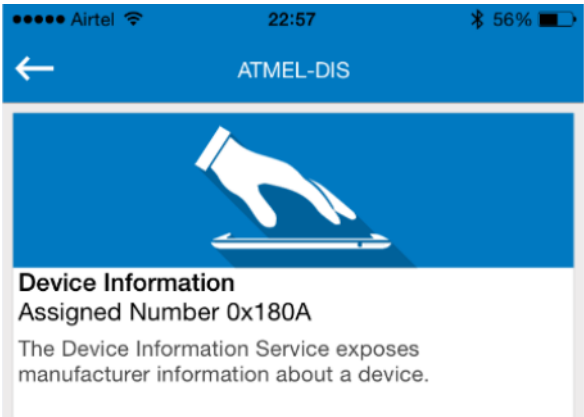 Airtel 22:57 56%
ATMEL-DIS
Device Information
Assigned Number 0x180A
The Device Information Service exposes
manufacturer information about a device.